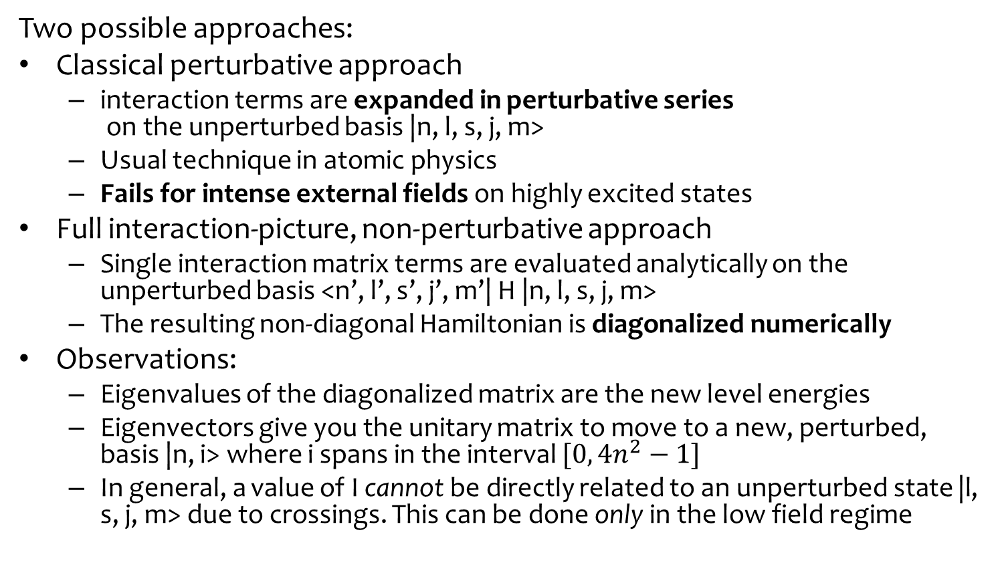 Two possible approaches:
• Classical perturbative approach
– interaction terms are expanded in perturbative series
on the unperturbed basis |n, l, s, j, m>
– Usual technique in atomic physics
– Fails for intense external fields on highly excited states
• Full interaction-picture, non-perturbative approach
– Single interaction matrix terms are evaluated analytically on the
unperturbed basis <n’, l’, s’, j’, m’| H |n, l, s, j, m>
– The resulting non-diagonal Hamiltonian is diagonalized numerically
• Observations:
– Eigenvalues of the diagonalized matrix are the new level energies
– Eigenvectors give you the unitary matrix to move to a new, perturbed,
basis |n, i> where i spans in the interval [0, 4n² − 1]
– In general, a value of I cannot be directly related to an unperturbed state |l,
s, j, m> due to crossings. This can be done only in the low field regime